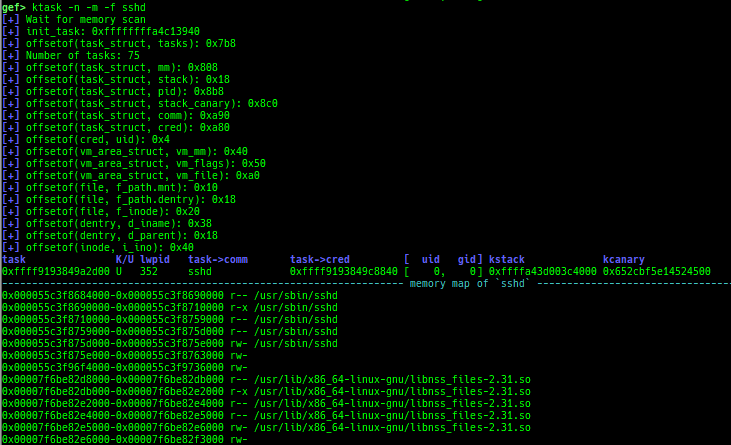 gef> ktask -n -m -f sshd
[+] Wait for memory scan
[+] init_task: 0xffffffffa4c13940
[+] offsetof(task_struct, tasks): 0x7b8
[+] Number of tasks: 75
[+] offsetof(task_struct, mm): 0x808
[+] offsetof(task_struct, stack): 0x18
[+] offsetof(task_struct, pid): 0x8b8
[+] offsetof(task_struct, stack_canary): 0x8c0
[+] offsetof(task_struct, comm): 0xa90
[+] offsetof(task_struct, cred): 0xa80
[+] offsetof(cred, uid): 0x4
[+] offsetof(vm_area_struct, vm_mm): 0x40
[+] offsetof(vm_area_struct, vm_flags): 0x50
[+] offsetof(vm_area_struct, vm_file): 0xa0
[+] offsetof(file, f_path.mnt): 0x10
[+] offsetof(file, f_path.dentry): 0x18
[+] offsetof(file, f_inode): 0x20
[+] offsetof(dentry, d_iname): 0x38
[+] offsetof(dentry, d_parent): 0x18
[+] offsetof(inode, i_ino): 0x40
task K/U lwpid task->comm task->cred [ uid gid] kstack kcanary
0xffff9193849a2d00 U 352 sshd 0xffff9193849c8840 [ 0, 0] 0xffffa43d003c4000 0x652cbf5e14524500
memory map of `sshd`
0x000055c3f8684000-0x000055c3f8690000 r-- /usr/sbin/sshd
0x000055c3f8690000-0x000055c3f8710000 r-x /usr/sbin/sshd
0x000055c3f8710000-0x000055c3f8759000 r-- /usr/sbin/sshd
0x000055c3f8759000-0x000055c3f875d000 r-- /usr/sbin/sshd
0x000055c3f875d000-0x000055c3f875e000 rw- /usr/sbin/sshd
0x000055c3f875e000-0x000055c3f8763000 rw-
0x000055c3f96f4000-0x000055c3f9736000 rw-
0x00007f6be82d8000-0x00007f6be82db000 r-- /usr/lib/x86_64-linux-gnu/libnss_files-2.31.so
0x00007f6be82db000-0x00007f6be82e2000 r-x /usr/lib/x86_64-linux-gnu/libnss_files-2.31.so
0x00007f6be82e2000-0x00007f6be82e4000 r-- /usr/lib/x86_64-linux-gnu/libnss_files-2.31.so
0x00007f6be82e4000-0x00007f6be82e5000 r-- /usr/lib/x86_64-linux-gnu/libnss_files-2.31.so
0x00007f6be82e5000-0x00007f6be82e6000 rw- /usr/lib/x86_64-linux-gnu/libnss_files-2.31.so
0x00007f6be82e6000-0x00007f6be82f3000 rw-